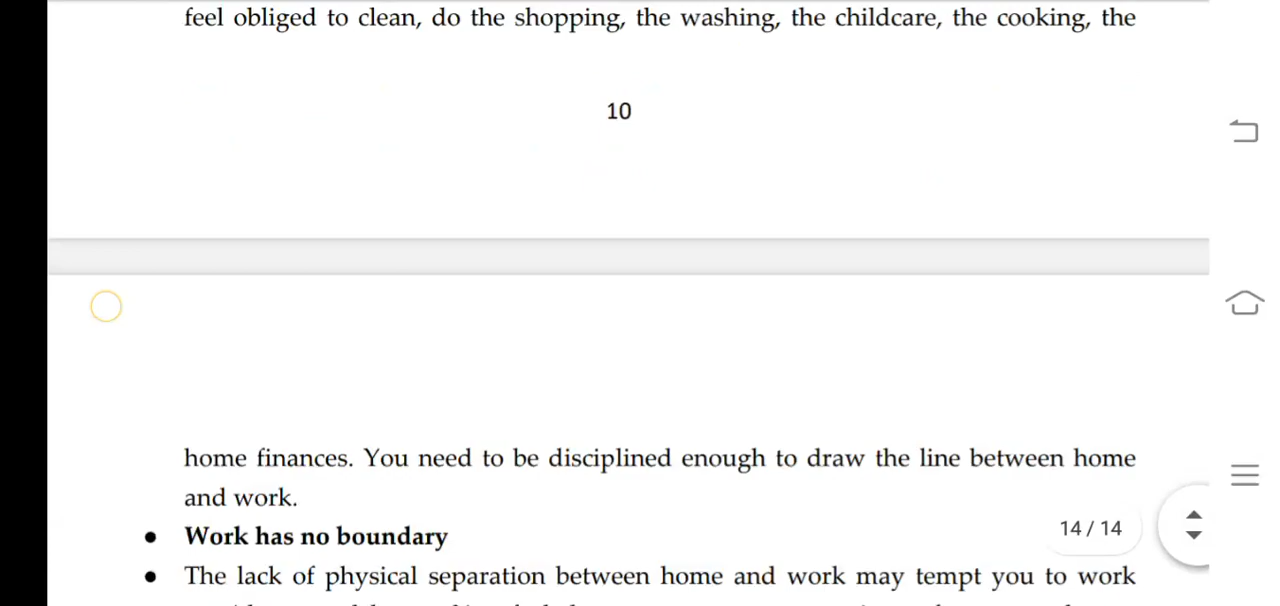 feel obliged to clean, do the shopping, the washing, the childcare, the cooking, the
10
home finances. You need to be disciplined enough to draw the line between home
and work.
● Work has no boundary
14 / 14
● The lack of physical separation between home and work may tempt you to work